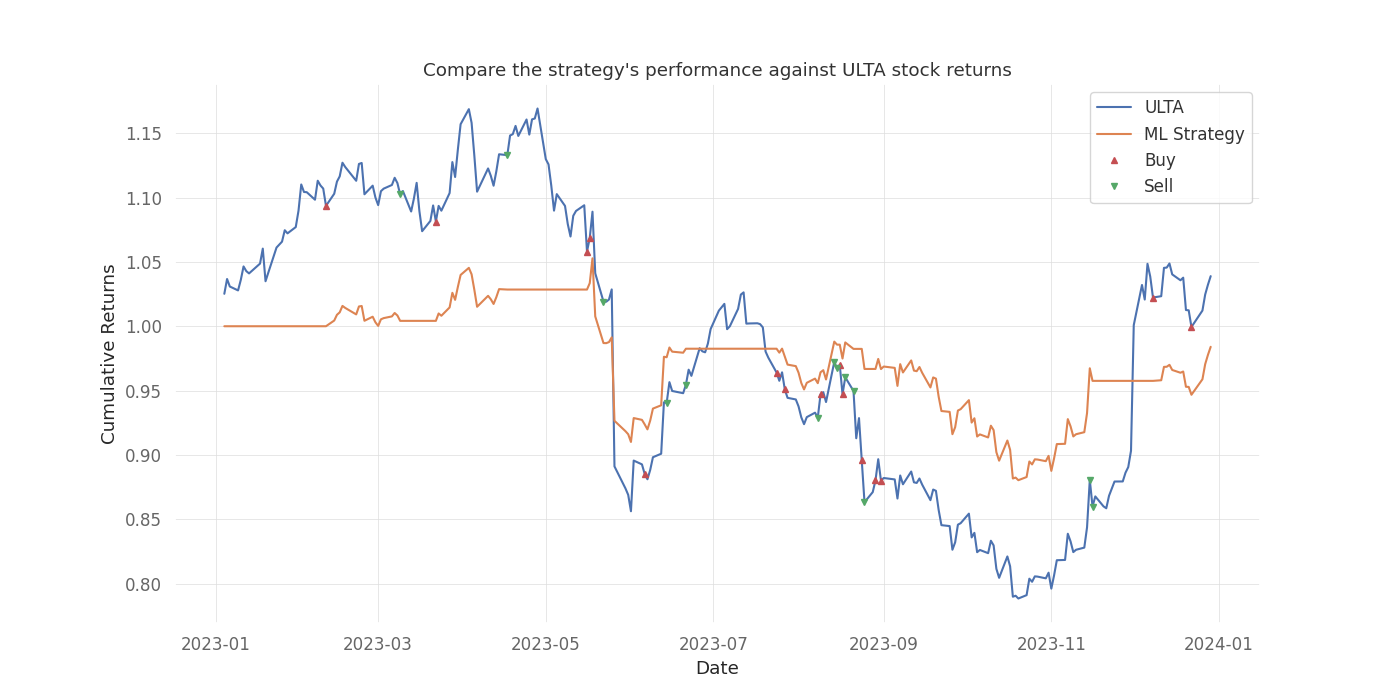 Compare the strategy's performance against ULTA stock returns
ULTA
ML Strategy
Buy
Sell
Cumulative Returns
1.15
1.10
1.05
1.00
0.95
0.90
0.85
0.80
2023-01
2023-03
2023-05
2023-07
2023-09
2023-11
2024-01
Date